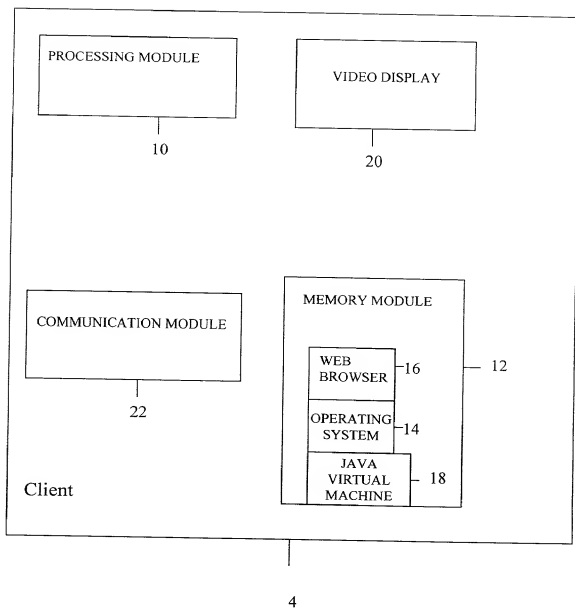 PROCESSING MODULE
10
VIDEO DISPLAY
20
COMMUNICATION MODULE
22
MEMORY MODULE
12
WEB
BROWSER
16
OPERATING
SYSTEM
14
JAVA
VIRTUAL
MACHINE
18
Client
4